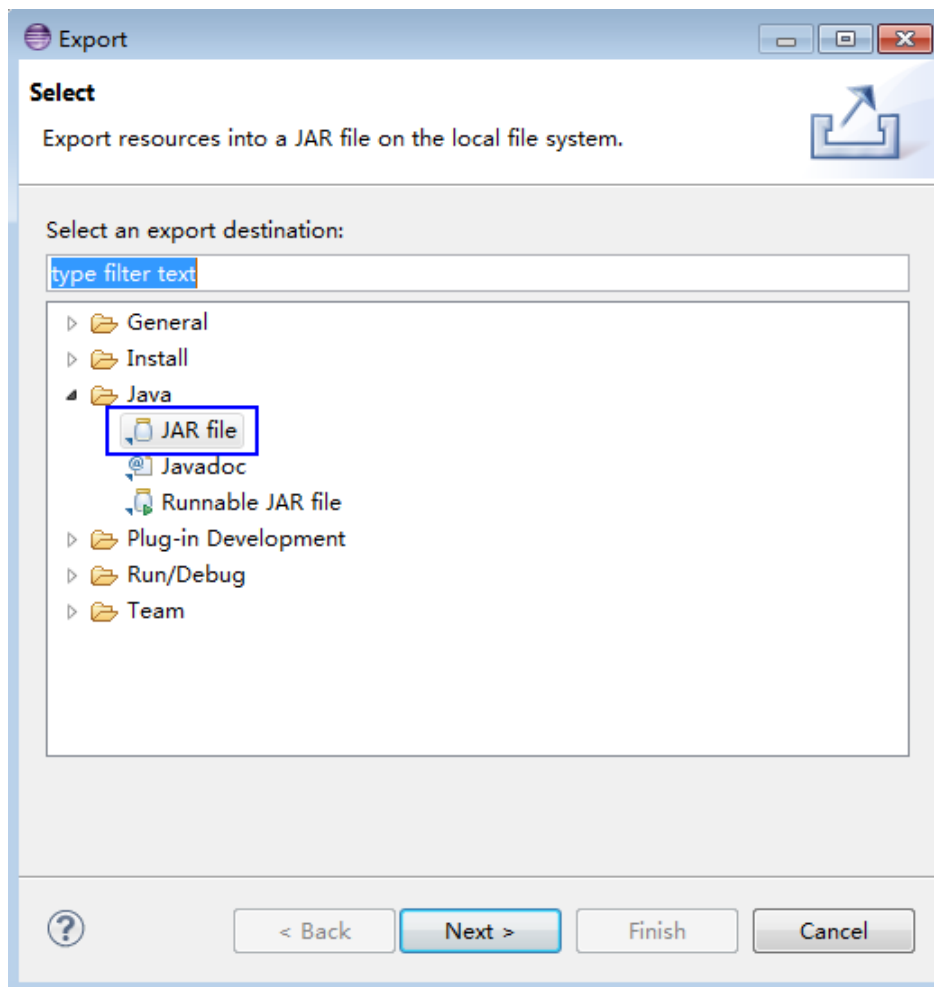 Export
Select
Export resources into a JAR file on the local file system.
Select an export destination:
type filter text
General
Install
Java
JAR file
Javadoc
Runnable JAR file
Plug-in Development
Run/Debug
Team
< Back Next > Finish Cancel